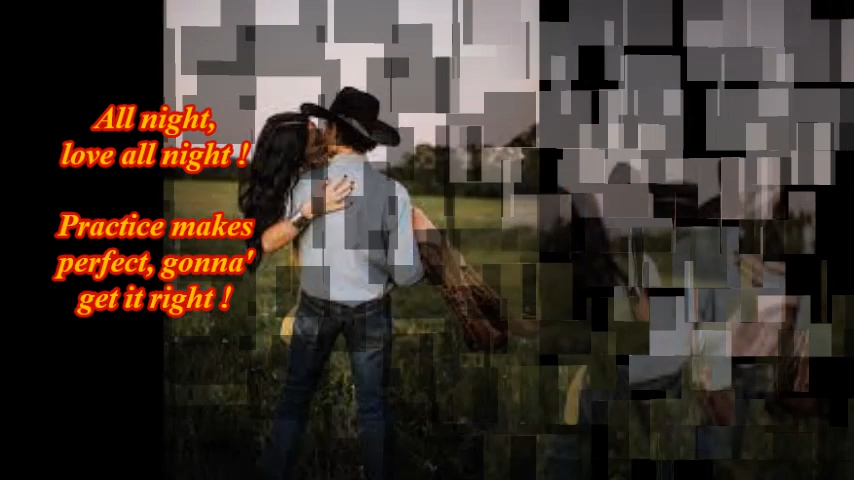 All night,
love all night !
Practice makes
perfect, gonna'
get it right !